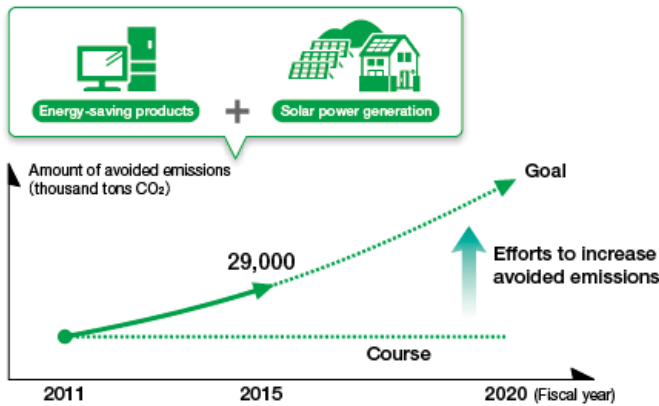 Energy-saving products + Solar power generation
Amount of avoided emissions
(thousand tons CO₂)
Goal
29,000
Efforts to increase
avoided emissions
Course
2011 2015 2020 (Fiscal year)